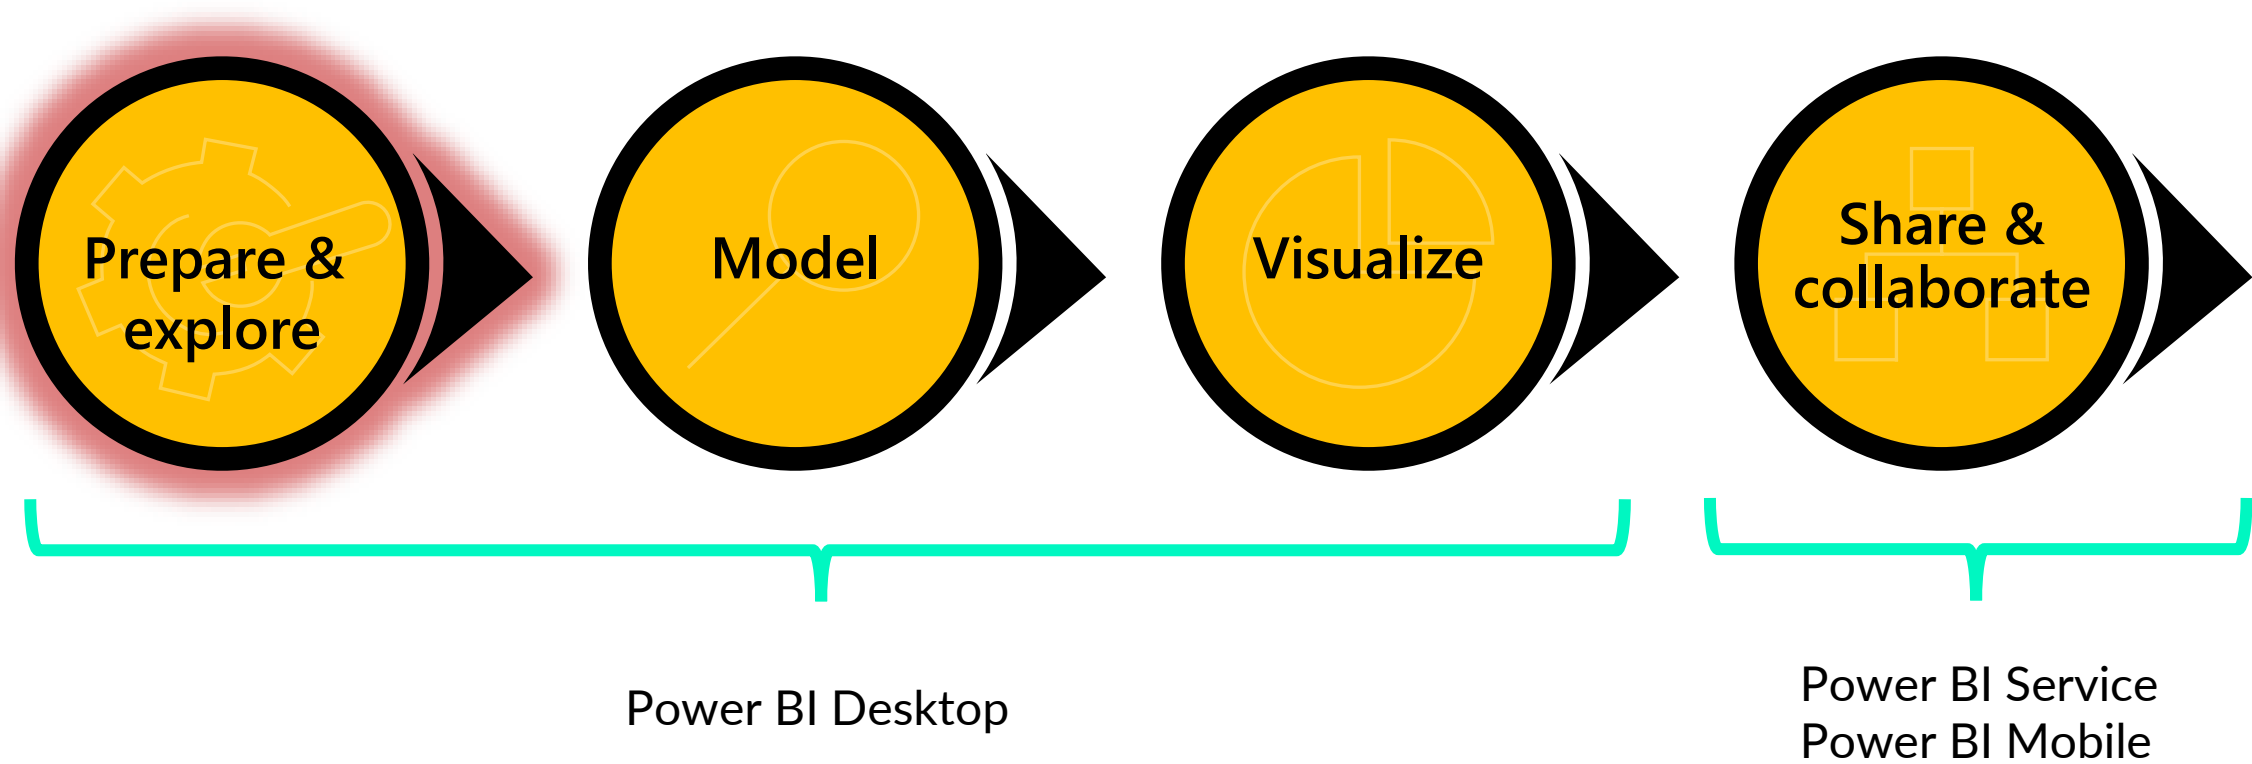 Prepare &
explore
Model
Visualize
Share &
collaborate
Power BI Desktop
Power BI Service
Power BI Mobile